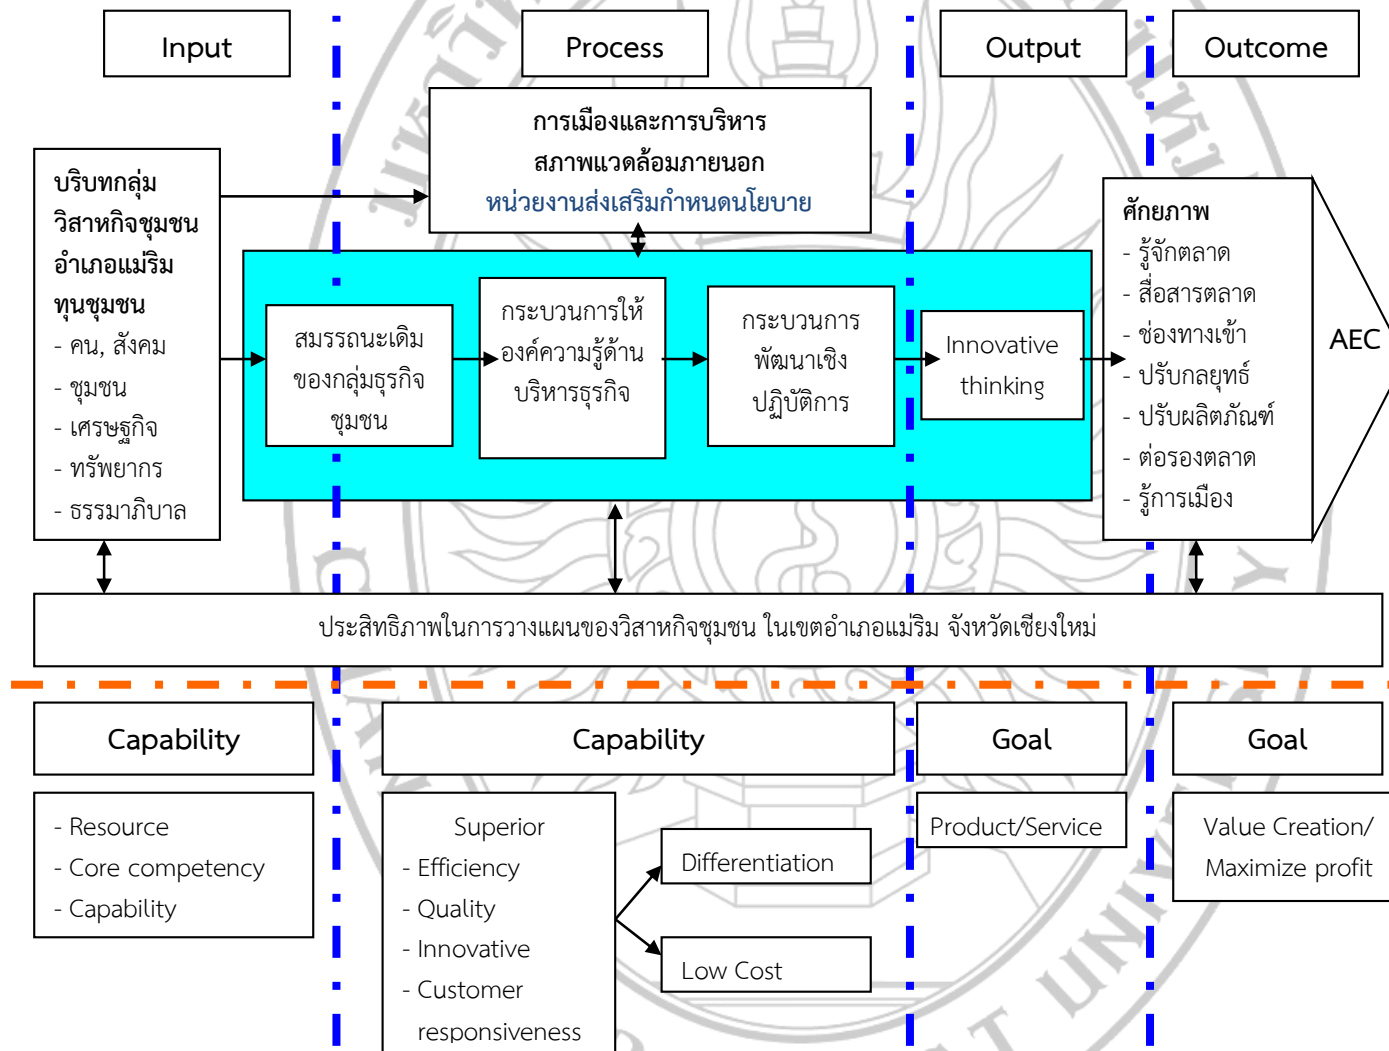 Input
Process
Output
Outcome
การเมืองและการบริหาร
สภาพแวดล้อมภายนอก
หน่วยงานส่งเสริมกำหนดนโยบาย
บริบทกลุ่ม
วิสาหกิจชุมชน
อำเภอแม่ริม
ทุนชุมชน
- คน, สังคม
- ชุมชน
- เศรษฐกิจ
- ทรัพยากร
- ธรรมาภิบาล
สมรรถนะเดิม
ของกลุ่มธุรกิจ
ชุมชน
กระบวนการให้
องค์ความรู้ด้าน
บริหารธุรกิจ
กระบวนการ
พัฒนาเชิง
ปฏิบัติการ
Innovative
thinking
ศักยภาพ
- รู้จักตลาด
- สื่อสารตลาด
- ช่องทางเข้า
- ปรับกลยุทธ์
- ปรับผลิตภัณฑ์
- ต่อรองตลาด
- รู้การเมือง
AEC
ประสิทธิภาพในการวางแผนของวิสาหกิจชุมชน ในเขตอำเภอแม่ริม จังหวัดเชียงใหม่
Capability
Capability
Goal
Goal
- Resource
- Core competency
- Capability
Superior
- Efficiency
- Quality
- Innovative
- Customer
responsiveness
Differentiation
Low Cost
Product/Service
Value Creation/
Maximize profit